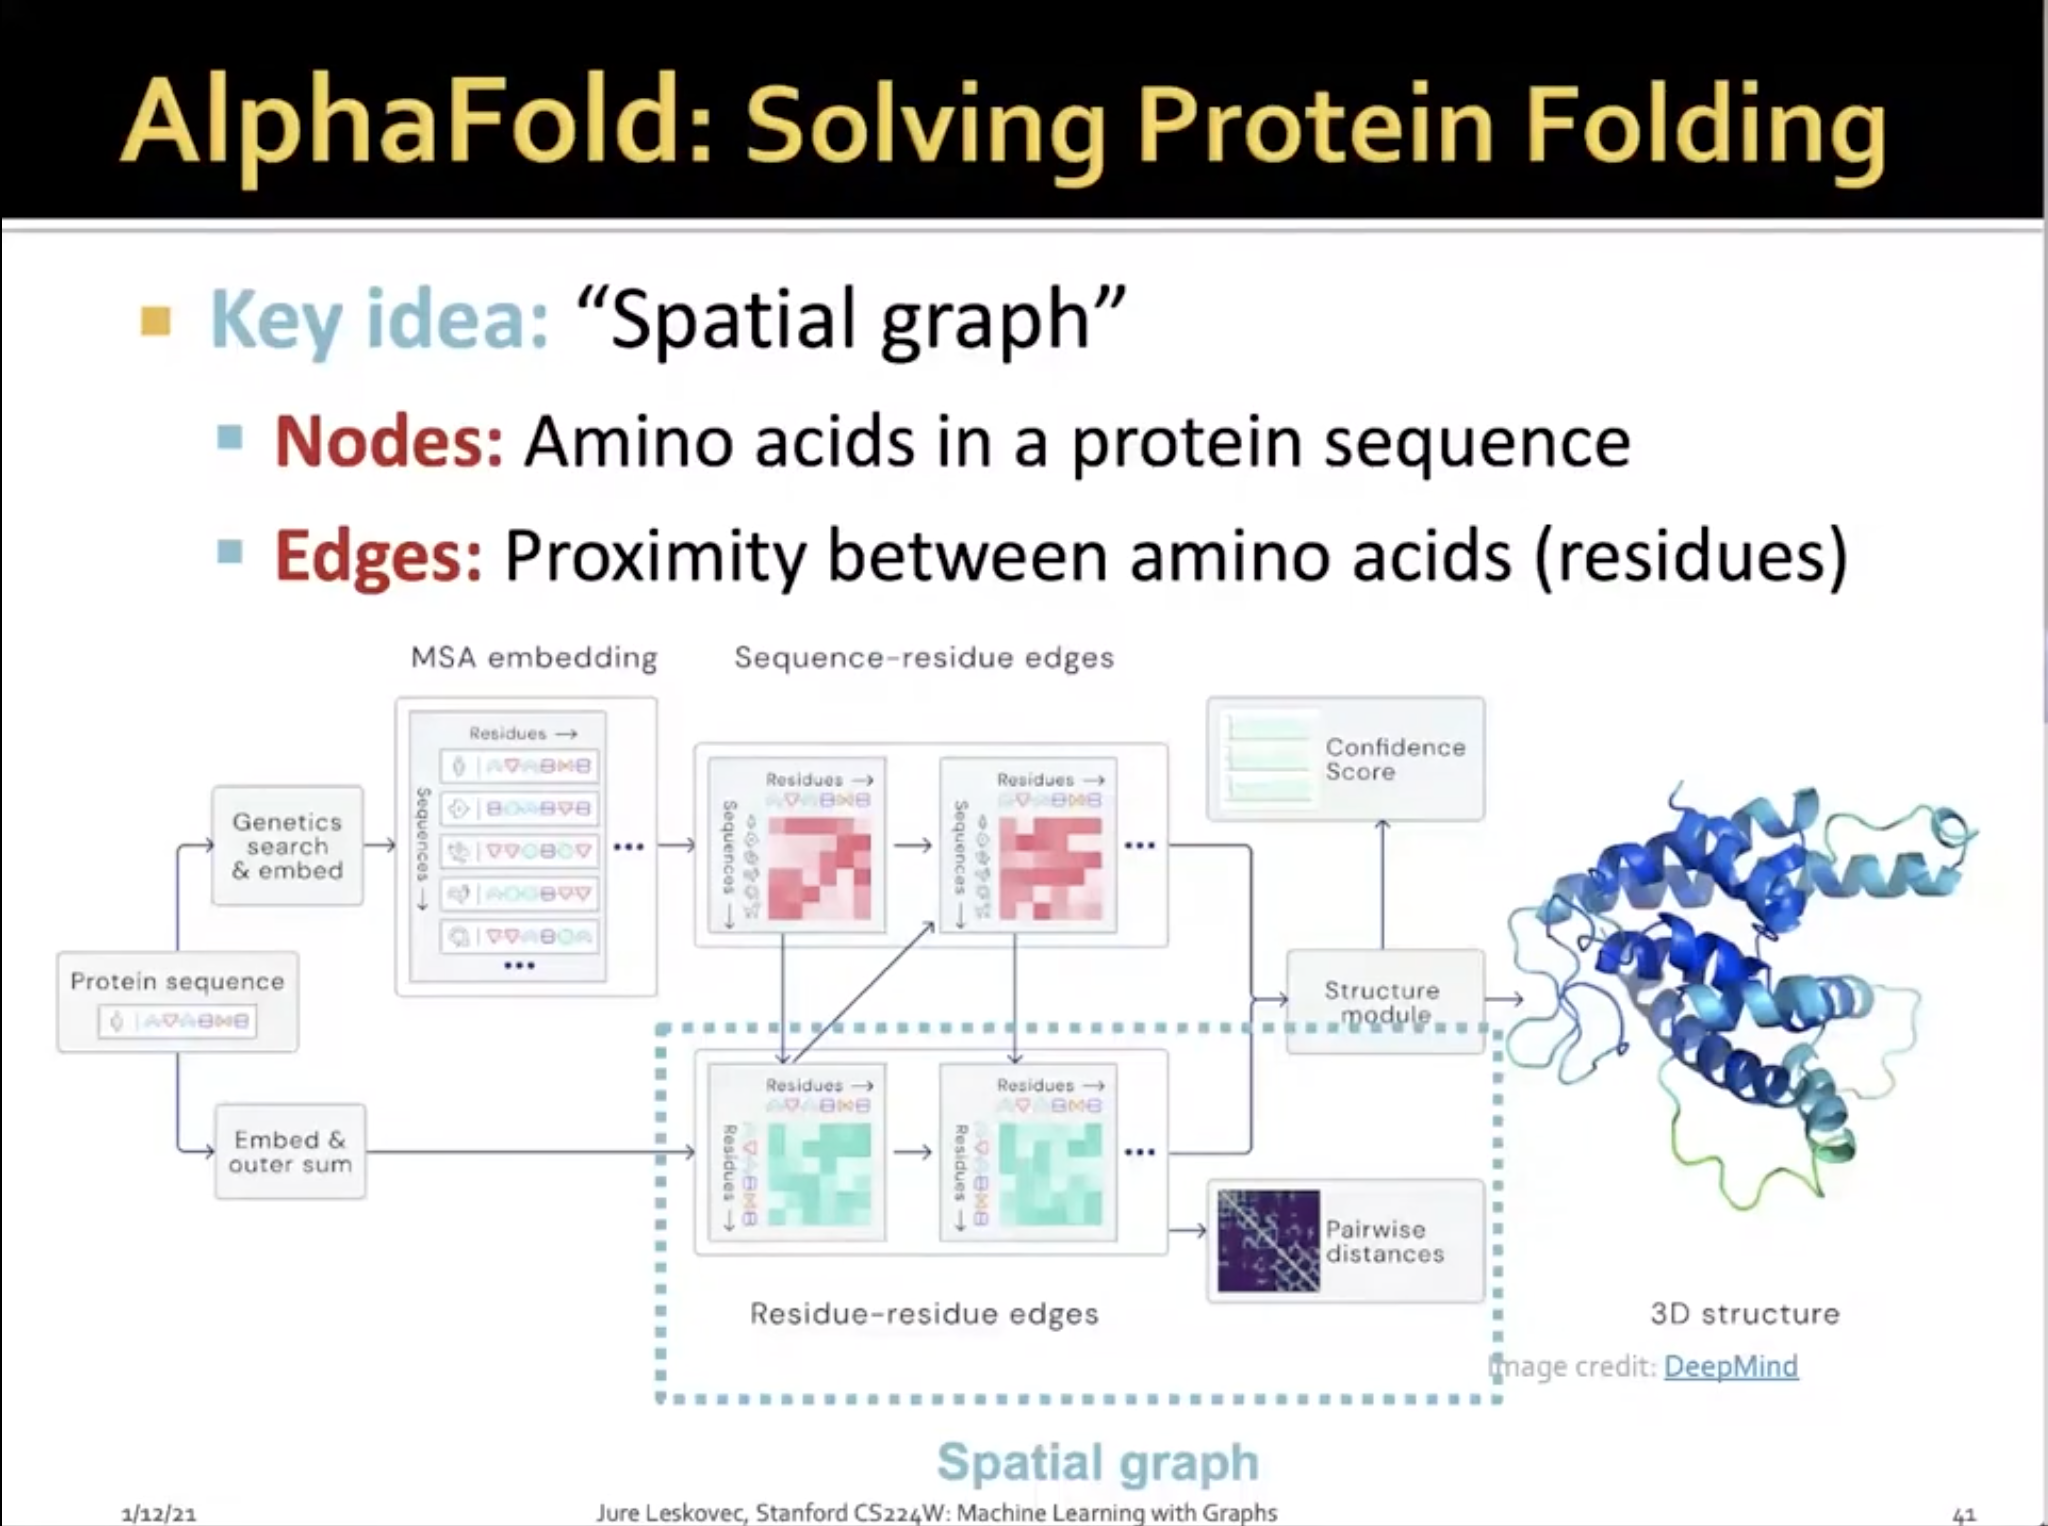 AlphaFold: Solving Protein Folding
Key idea: “Spatial graph”
Nodes: Amino acids in a protein sequence
Edges: Proximity between amino acids (residues)
MSA embedding
Sequence-residue edges
Residues →
Sequences →
Genetics
search
& embed
Protein sequence
Embed &
outer sum
Residues →
Sequences →
Residues →
Sequences →
Confidence
Score
Structure
module
Residues →
Residues →
Residues →
Residues →
Pairwise
distances
Residue-residue edges
3D structure
Image credit: DeepMind
Spatial graph
1/12/21
Jure Leskovec, Stanford CS224W: Machine Learning with Graphs
41